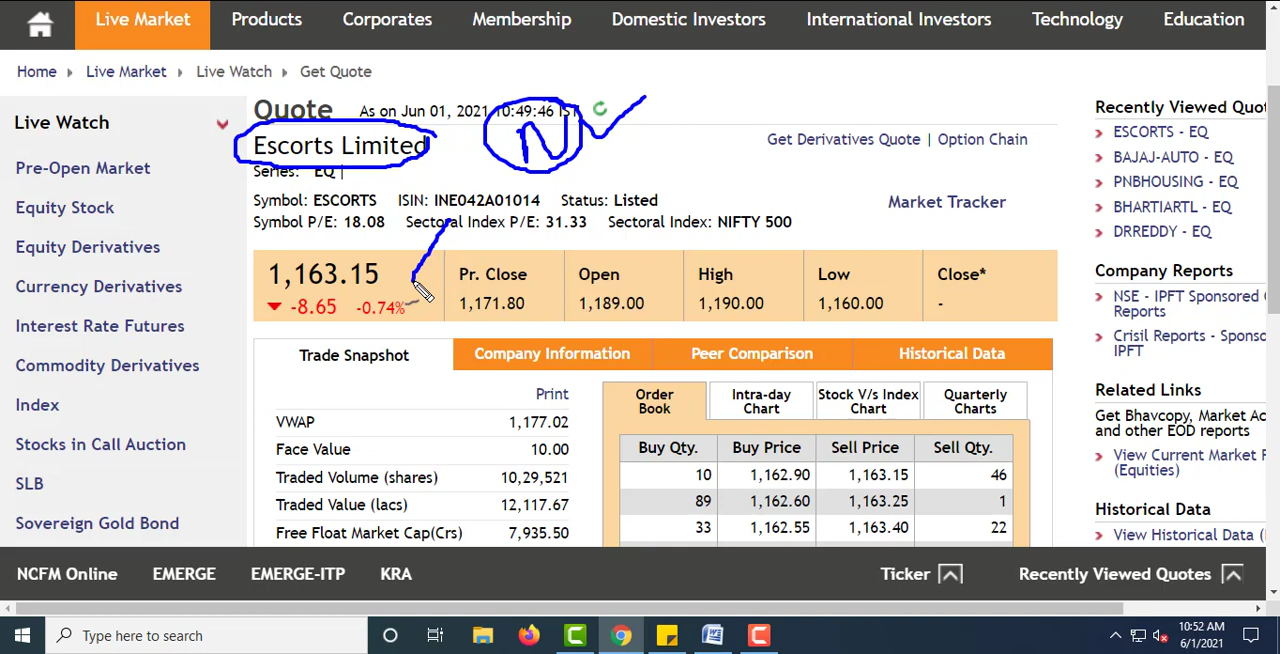 Live Market Products Corporates Membership Domestic Investors International Investors Technology Education
Home Live Market Live Watch Get Quote
Live Watch
Pre-Open Market
Equity Stock
Equity Derivatives
Currency Derivatives
Interest Rate Futures
Commodity Derivatives
Index
Stocks in Call Auction
SLB
Sovereign Gold Bond
Quote As on Jun 01, 2021 10:49:46 IST
N
Escorts Limited
Get Derivatives Quote | Option Chain
Series: EQ |
Symbol: ESCORTS ISIN: INE042A01014 Status: Listed
Market Tracker
Symbol P/E: 18.08 Sectoral Index P/E: 31.33 Sectoral Index: NIFTY 500
1,163.15 Pr. Close Open High Low Close*
-8.65 -0.74% 1,171.80 1,189.00 1,190.00 1,160.00 -
Trade Snapshot Company Information Peer Comparison Historical Data
Print
VWAP 1,177.02
Face Value 10.00
Traded Volume (shares) 10,29,521
Traded Value (lacs) 12,117.67
Free Float Market Cap(Crs) 7,935.50
Order Book Intra-day Chart Stock V/s Index Chart Quarterly Charts
Buy Qty. Buy Price Sell Price Sell Qty.
10 1,162.90 1,163.15 46
89 1,162.60 1,163.25 1
33 1,162.55 1,163.40 22
Recently Viewed Quot
ESCORTS - EQ
BAJAJ-AUTO - EQ
PNBHOUSING - EQ
BHARTIARTL - EQ
DRREDDY - EQ
Company Reports
NSE - IPFT Sponsored
Reports
Crisil Reports - Sponso
IPFT
Related Links
Get Bhavcopy, Market Ac
and other EOD reports
View Current Market F
(Equities)
Historical Data
View Historical Data (
NCFM Online EMERGE EMERGE-ITP KRA Ticker Recently Viewed Quotes
Type here to search
10:52 AM
6/1/2021